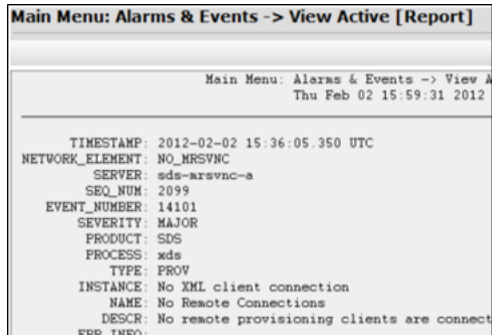 Main Menu: Alarms & Events -> View Active [Report]
Main Menu: Alarms & Events -> View A
Thu Feb 02 15:59:31 2012
TIMESTAMP: 2012-02-02 15:36:05.350 UTC
NETWORK_ELEMENT: NO_MRSVNC
SERVER: sds-mrsvnc-a
SEQ_NUM: 2099
EVENT_NUMBER: 14101
SEVERITY: MAJOR
PRODUCT: SDS
PROCESS: xds
TYPE: PROV
INSTANCE: No XML client connection
NAME: No Remote Connections
DESCR: No remote provisioning clients are connect
ERR_INFO: